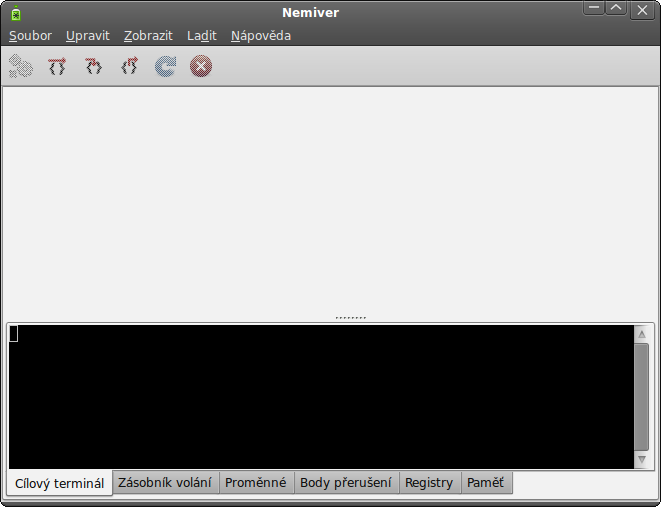 Nemiver
Soubor Upravit Zobrazit Ladit Nápověda
Cílový terminál Zásobník volání Proměnné Body přerušení Registry Paměť